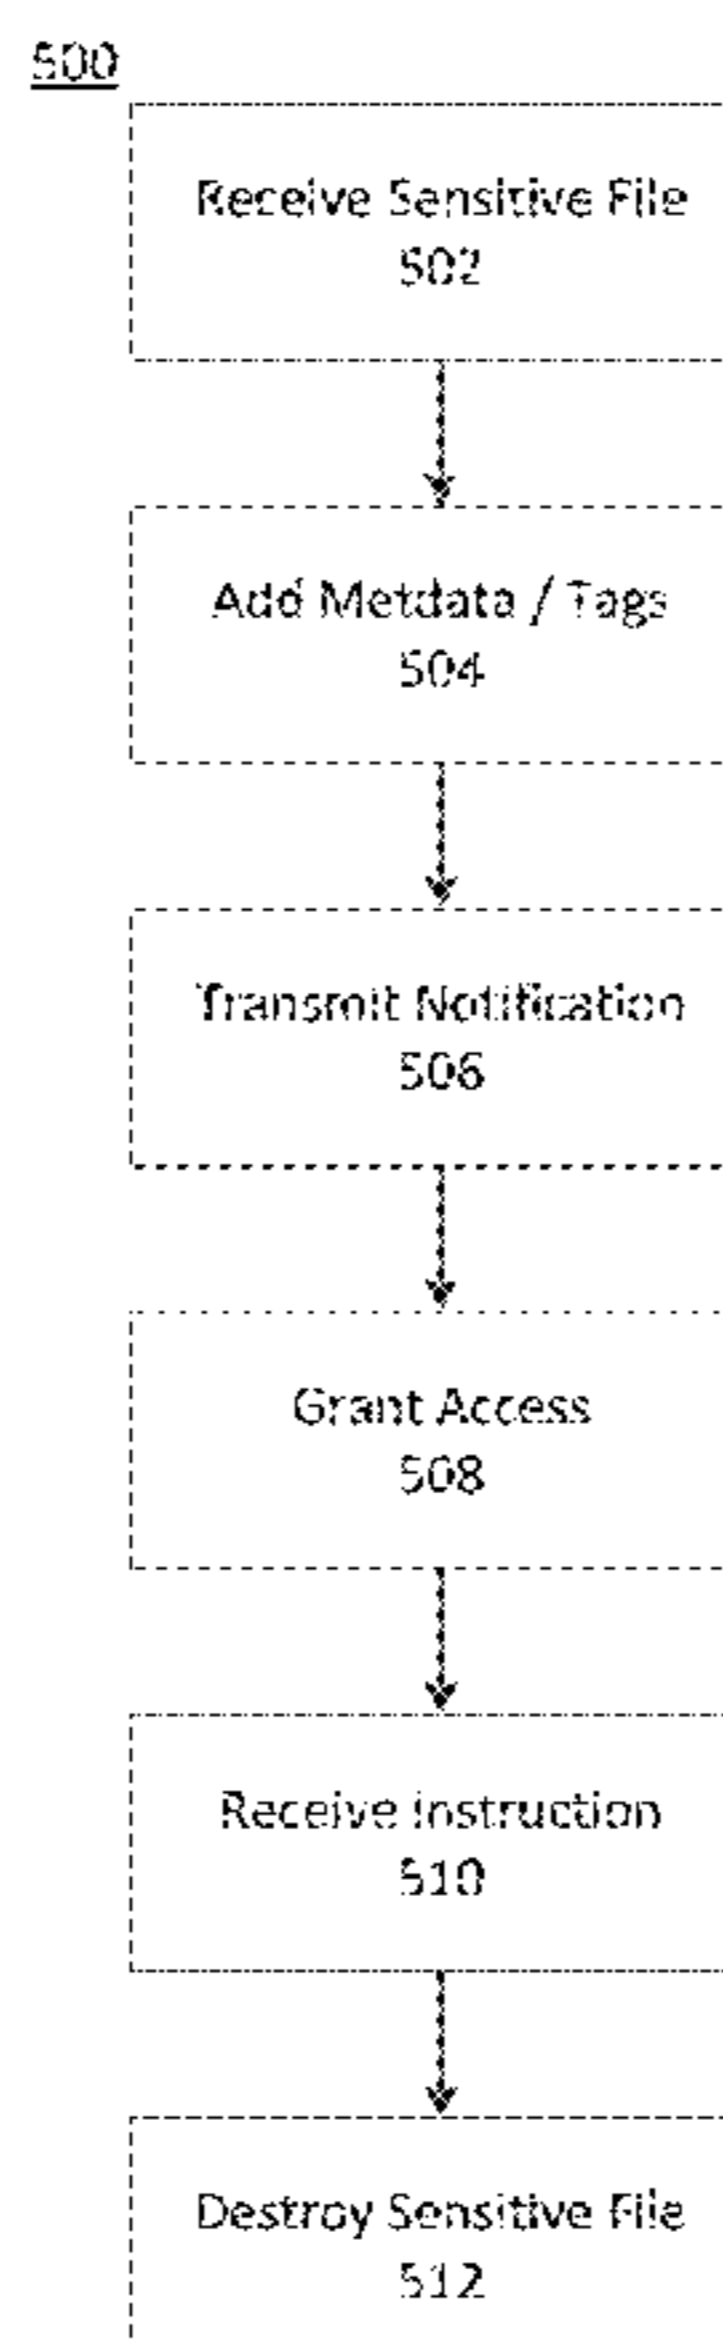 500
Receive Sensitive File
502
Add Metdata / Tags
504
Transmit Notification
506
Grant Access
508
Receive Instruction
510
Destroy Sensitive File
512